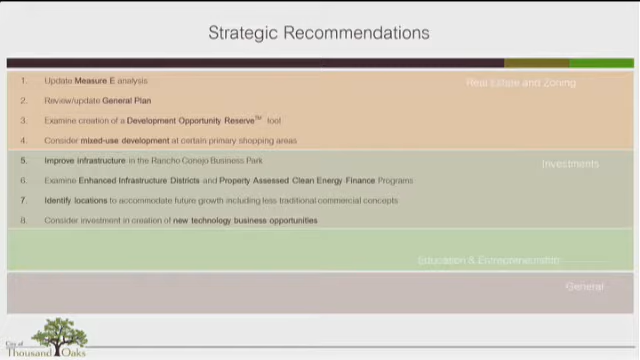 Strategic Recommendations
Real Estate and Zoning
1. Update Measure E analysis
2. Review/update General Plan
3. Examine creation of a Development Opportunity Reserve™ tool
4. Consider mixed-use development at certain primary shopping areas
Investments
5. Improve infrastructure in the Rancho Conejo Business Park
6. Examine Enhanced Infrastructure Districts and Property Assessed Clean Energy Finance Programs
7. Identify locations to accommodate future growth including less traditional commercial concepts
8. Consider investment in creation of new technology business opportunities
Education & Entrepreneurship
General
City of
Thousand Oaks